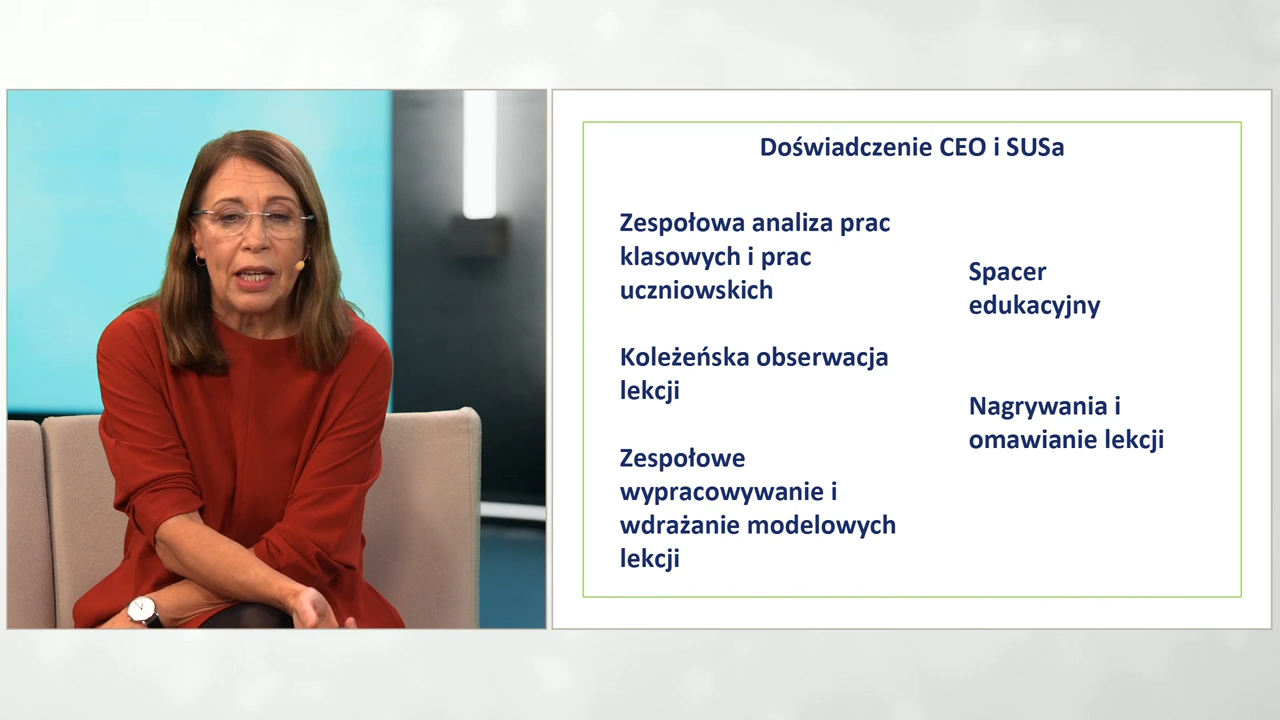 Doświadczenie CEO i SUSa
Zespołowa analiza prac
klasowych i prac
uczniowskich
Koleżeńska obserwacja
lekcji
Zespołowe
wypracowywanie i
wdrażanie modelowych
lekcji
Spacer
edukacyjny
Nagrywania i
omawianie lekcji